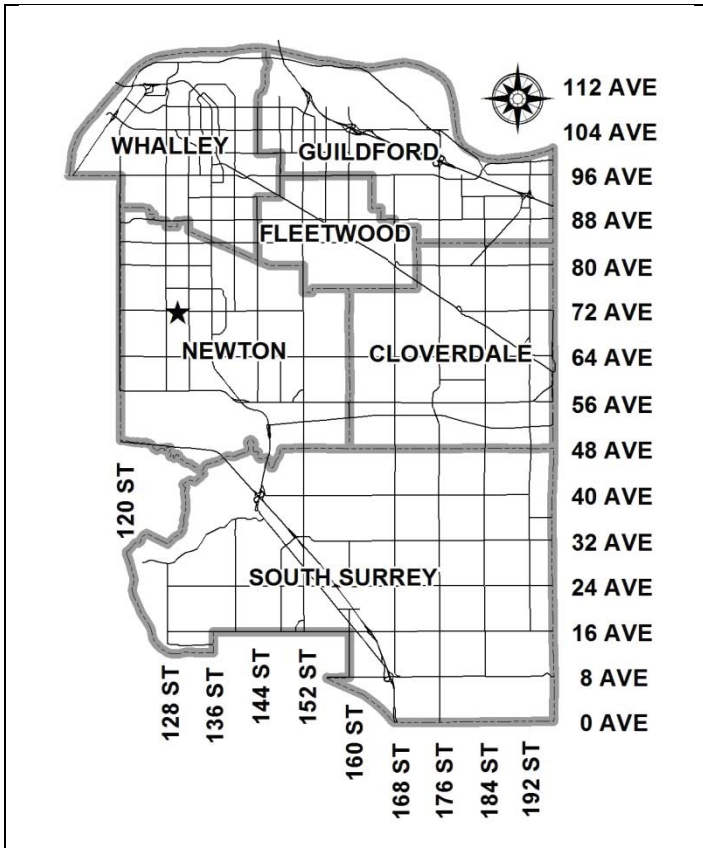 112 AVE
104 AVE
WHALLEY
GUILDFORD
96 AVE
88 AVE
FLEETWOOD
80 AVE
72 AVE
NEWTON
CLOVERDALE
64 AVE
56 AVE
48 AVE
120 ST
40 AVE
32 AVE
SOUTH SURREY
24 AVE
16 AVE
128 ST
136 ST
144 ST
152 ST
160 ST
8 AVE
0 AVE
168 ST
176 ST
184 ST
192 ST